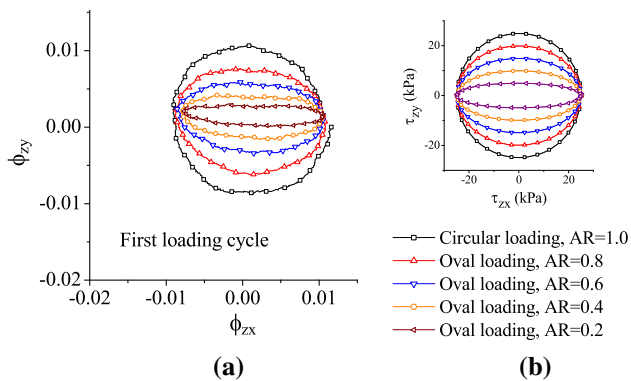 (a)
0.01
0.00
-0.01
-0.02
ϕzy
First loading cycle
-0.02
-0.01
0.00
0.01
ϕzx
(a)
20
0
-20
τzy (kPa)
-20
0
20
τzx (kPa)
Circular loading, AR=1.0
Oval loading, AR=0.8
Oval loading, AR=0.6
Oval loading, AR=0.4
Oval loading, AR=0.2
(b)
(b)